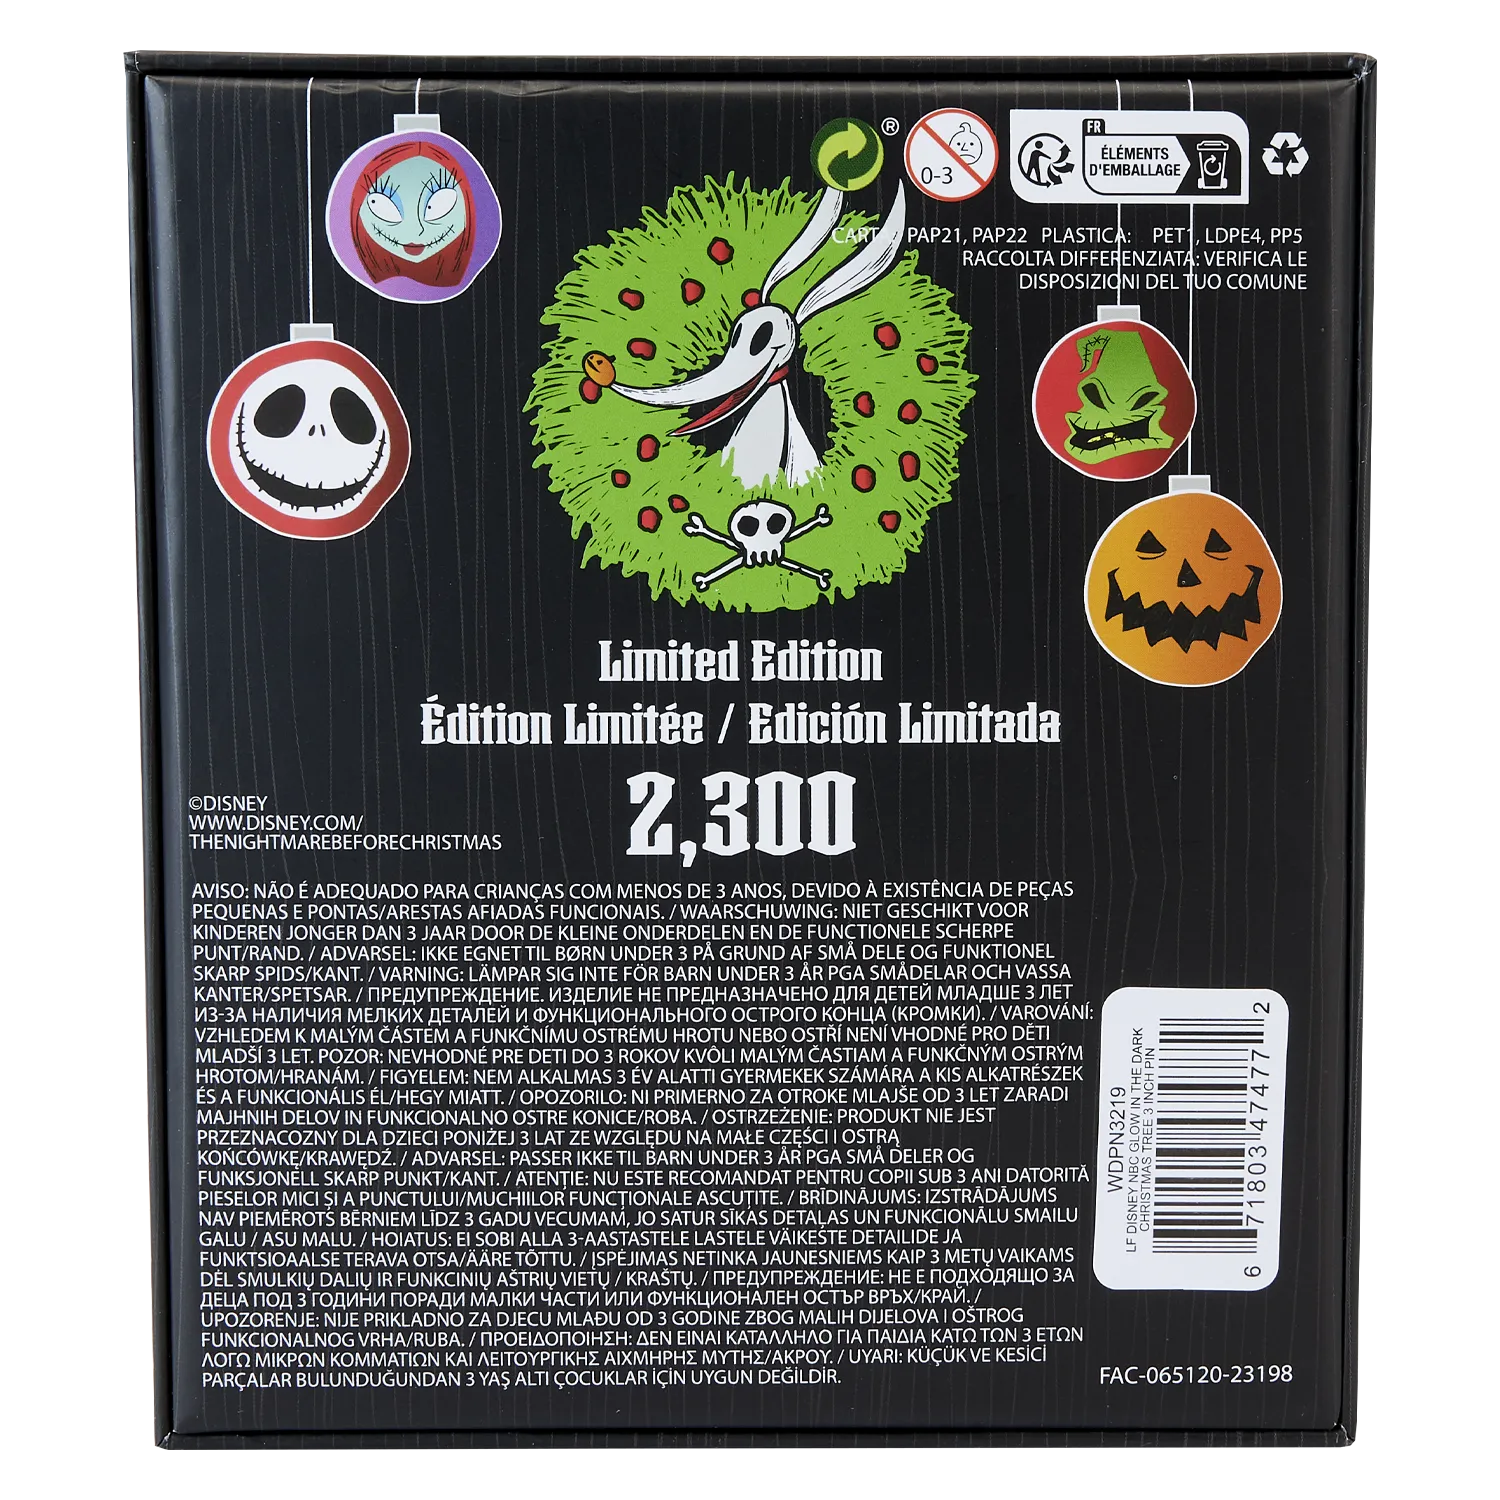 ®
0-3
FR
ÉLÉMENTS
D'EMBALLAGE
PAP21, PAP22 PLASTICA: PET1, LDPE4, PP5
RACCOLTA DIFFERENZIATA: VERIFICA LE
DISPOSIZIONI DEL TUO COMUNE
Limited Edition
Édition Limitée / Edición Limitada
2,300
©DISNEY
WWW.DISNEY.COM/
THENIGHTMAREBEFORECHRISTMAS
AVISO: NÃO É ADEQUADO PARA CRIANÇAS COM MENOS DE 3 ANOS, DEVIDO À EXISTÊNCIA DE PEÇAS
PEQUENAS E PONTAS/ARESTAS AFIADAS FUNCIONAIS. / WAARSCHUWING: NIET GESCHIKT VOOR
KINDEREN JONGER DAN 3 JAAR DOOR DE KLEINE ONDERDELEN EN DE FUNCTIONELE SCHERPE
PUNT/RAND. / ADVARSEL: IKKE EGNET TIL BØRN UNDER 3 PÅ GRUND AF SMÅ DELE OG FUNKTIONEL
SKARP SPIDS/KANT. / VARNING: LÄMPAR SIG INTE FÖR BARN UNDER 3 ÅR PGA SMÅDELAR OCH VASSA
KANTER/SPETSAR. / ПРЕДУПРЕЖДЕНИЕ. ИЗДЕЛИЕ НЕ ПРЕДНАЗНАЧЕНО ДЛЯ ДЕТЕЙ МЛАДШЕ 3 ЛЕТ
ИЗ-ЗА НАЛИЧИЯ МЕЛКИХ ДЕТАЛЕЙ И ФУНКЦИОНАЛЬНОГО ОСТРОГО КОНЦА (КРОМКИ). / VAROVÁNÍ:
VZHLEDEM K MALÝM ČÁSTEM A FUNKČNÍMU OSTRÉMU HROTU NEBO OSTŘÍ NENÍ VHODNÉ PRO DĚTI
MLADŠÍ 3 LET. POZOR: NEVHODNÉ PRE DETI DO 3 ROKOV KVÔLI MALÝM ČASTIAM A FUNKČNÝM OSTRÝM
HROTOM/HRANÁM. / FIGYELEM: NEM ALKALMAS 3 ÉV ALATTI GYERMEKEK SZÁMÁRA A KIS ALKATRÉSZEK
ÉS A FUNKCIONÁLIS ÉL/HEGY MIATT. / OPOZORILO: NI PRIMERNO ZA OTROKE MLAJŠE OD 3 LET ZARADI
MAJHNIH DELOV IN FUNKCIONALNO OSTRE KONICE/ROBA. / OSTRZEŻENIE: PRODUKT NIE JEST
PRZEZNACOZNY DLA DZIECI PONIŻEJ 3 LAT ZE WZGLĘDU NA MAŁE CZĘŚCI I OSTRĄ
KOŃCÓWKĘ/KRAWĘDŹ. / ADVARSEL: PASSER IKKE TIL BARN UNDER 3 ÅR PGA SMÅ DELER OG
FUNKSJONELL SKARP PUNKT/KANT. / ATENȚIE: NU ESTE RECOMANDAT PENTRU COPII SUB 3 ANI DATORITĂ
PIESELOR MICI ȘI A PUNCTULUI/MUCHIILOR FUNCȚIONALE ASCUȚITE. / BRĪDINĀJUMS: IZSTRĀDĀJUMS
NAV PIEMĒROTS BĒRNIEM LĪDZ 3 GADU VECUMAM, JO SATUR SĪKAS DETAĻAS UN FUNKCIONĀLU SMAILU
GALU / ASU MALU. / HOIATUS: EI SOBI ALLA 3-AASTASTELE LASTELE VÄIKESTE DETAILIDE JA
FUNKTSIOAALSE TERAVA OTSA/ÄÄRE TÕTTU. / ĮSPĖJIMAS NETINKA JAUNESNIEMS KAIP 3 METŲ VAIKAMS
DĖL SMULKIŲ DALIŲ IR FUNKCINIŲ AŠTRIŲ VIETŲ / KRAŠTŲ. / ПРЕДУПРЕЖДЕНИЕ: НЕ Е ПОДХОДЯЩО ЗА
ДЕЦА ПОД 3 ГОДИНИ ПОРАДИ МАЛКИ ЧАСТИ ИЛИ ФУНКЦИОНАЛЕН ОСТЪР ВРЪХ/КРАЙ. /
UPOZORENJE: NIJE PRIKLADNO ZA DJECU MLAĐU OD 3 GODINE ZBOG MALIH DIJELOVA I OŠTROG
FUNKCIONALNOG VRHA/RUBA. / ΠΡΟΕΙΔΟΠΟΙΗΣΗ: ΔΕΝ ΕΙΝΑΙ ΚΑΤΑΛΛΗΛΟ ΓΙΑ ΠΑΙΔΙΑ ΚΑΤΩ ΤΩΝ 3 ΕΤΩΝ
ΛΟΓΩ ΜΙΚΡΩΝ ΚΟΜΜΑΤΙΩΝ ΚΑΙ ΛΕΙΤΟΥΡΓΙΚΗΣ ΑΙΧΜΗΡΗΣ ΜΥΤΗΣ/ΑΚΡΟΥ. / UYARI: KÜÇÜK VE KESİCİ
PARÇALAR BULUNDUĞUNDAN 3 YAŞ ALTI ÇOCUKLAR İÇİN UYGUN DEĞİLDİR.
WDPN3219
LF DISNEY NBC GLOW IN THE DARK
CHRISTMAS TREE 3 INCH PIN
6 71803 47477 2
FAC-065120-23198